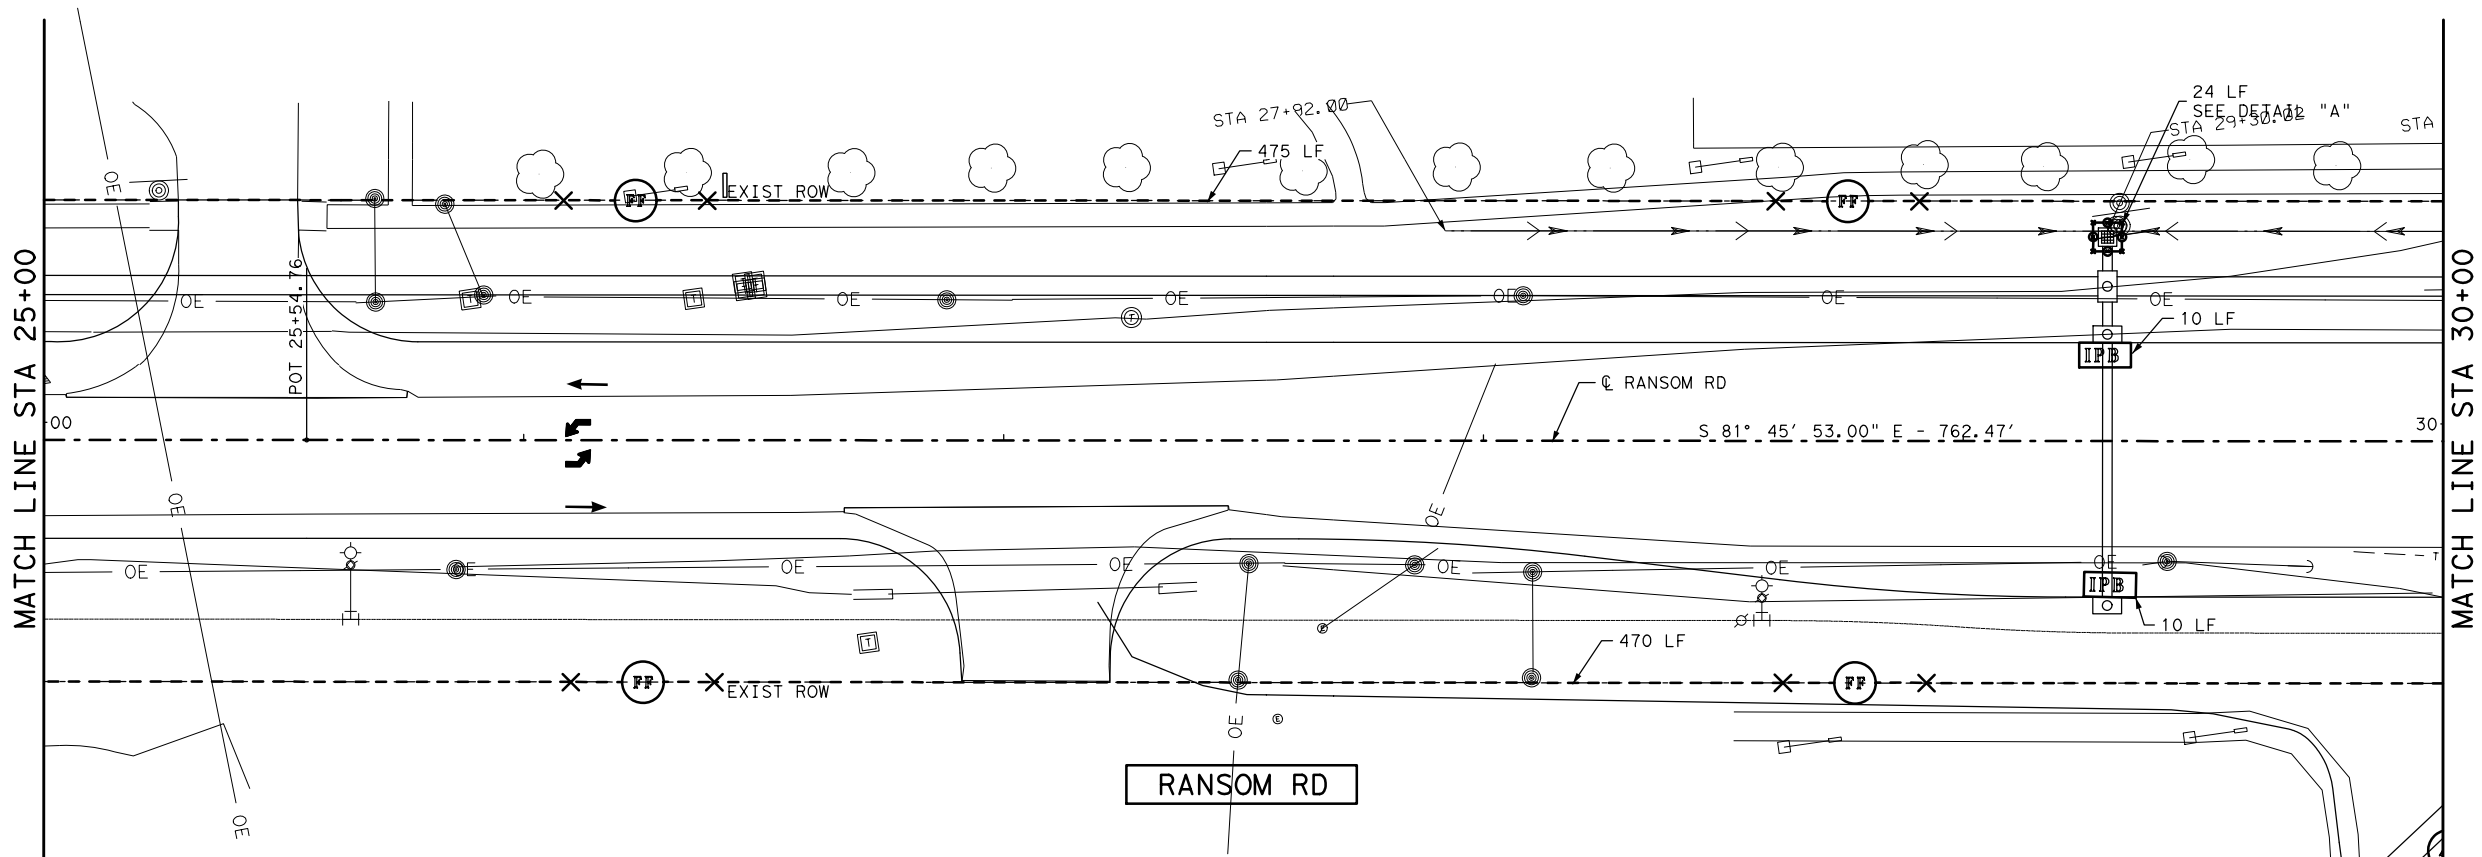 MATCH LINE STA 25+00
STA 27+92.00
475 LF
24 LF
SEE DETAIL "A"
STA 29+30.02
STA
OE
FF
EXIST ROW
FF
POT 25+54.76
OE
T
OE
T
OE
OE
OE
OE
OE
OE
T
10 LF
IPB
℄ RANSOM RD
00
S 81° 45' 53.00" E - 762.47'
30
OE
OE
OE
OE
OE
OE
OE
OE
OE
T
IPB
10 LF
T
E
470 LF
FF
EXIST ROW
FF
OE
E
OE
RANSOM RD
MATCH LINE STA 30+00